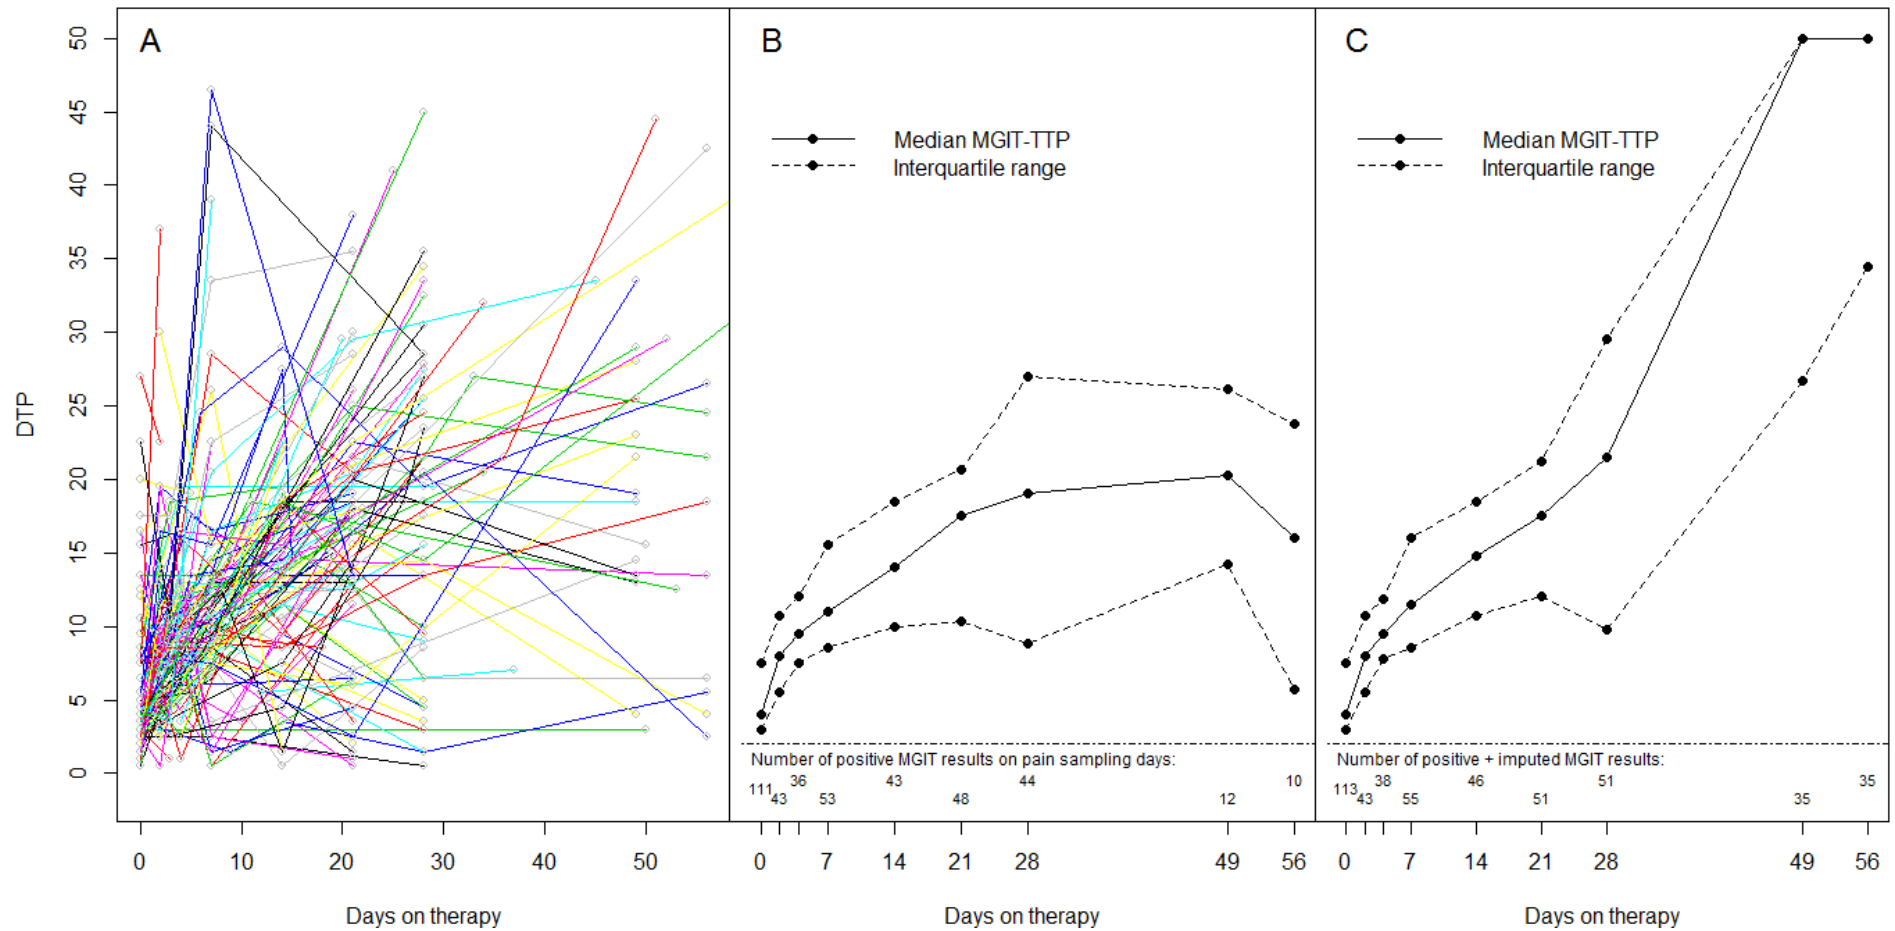 A
B
C
50
45
40
35
30
25
20
15
10
5
0
DTP
Median MGIT-TTP
Interquartile range
Median MGIT-TTP
Interquartile range
Number of positive MGIT results on pain sampling days:
111 43 36 53 43 48 44 12 10
Number of positive + imputed MGIT results:
113 43 38 55 46 51 51 35 35
0 10 20 30 40 50
0 7 14 21 28 49 56
0 7 14 21 28 49 56
Days on therapy
Days on therapy
Days on therapy